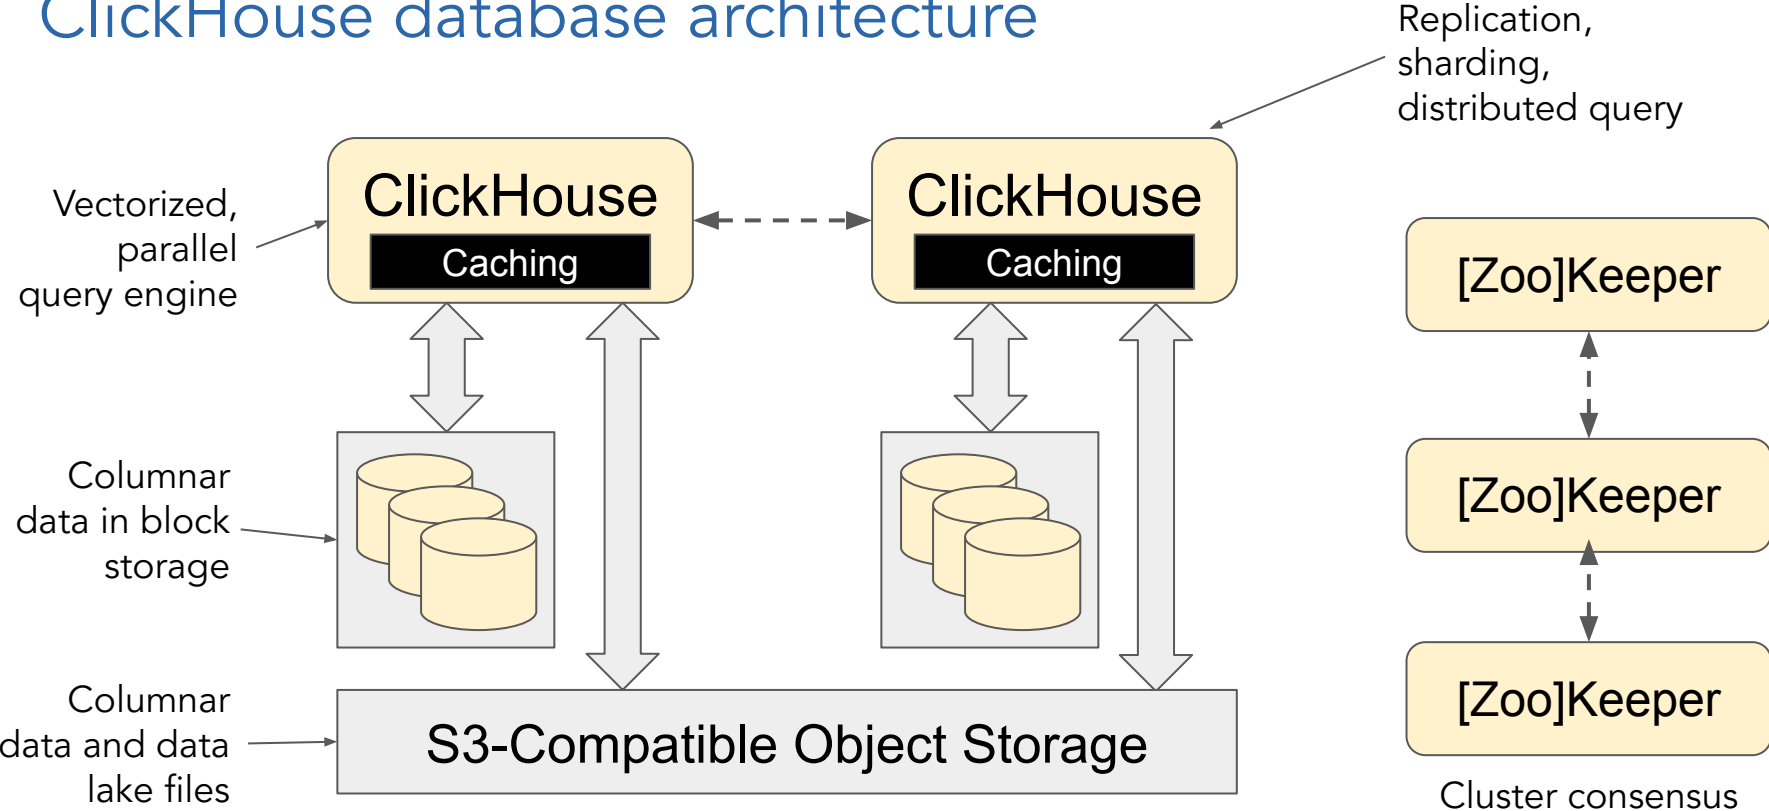 ClickHouse database architecture
Replication,
sharding,
distributed query
Vectorized,
parallel
query engine
ClickHouse
Caching
ClickHouse
Caching
[Zoo]Keeper
[Zoo]Keeper
[Zoo]Keeper
Cluster consensus
Columnar
data in block
storage
Columnar
data and data
lake files
S3-Compatible Object Storage